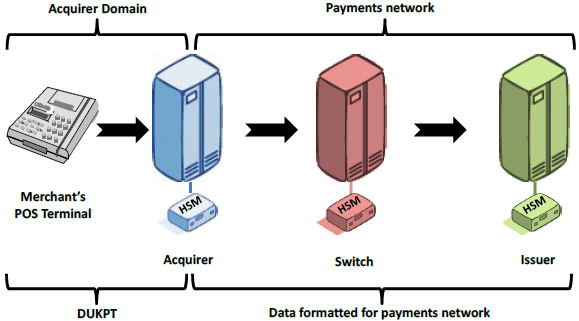 Acquirer Domain
Payments network
Merchant's
POS Terminal
HSM
HSM
HSM
Acquirer
Switch
Issuer
DUKPT
Data formatted for payments network